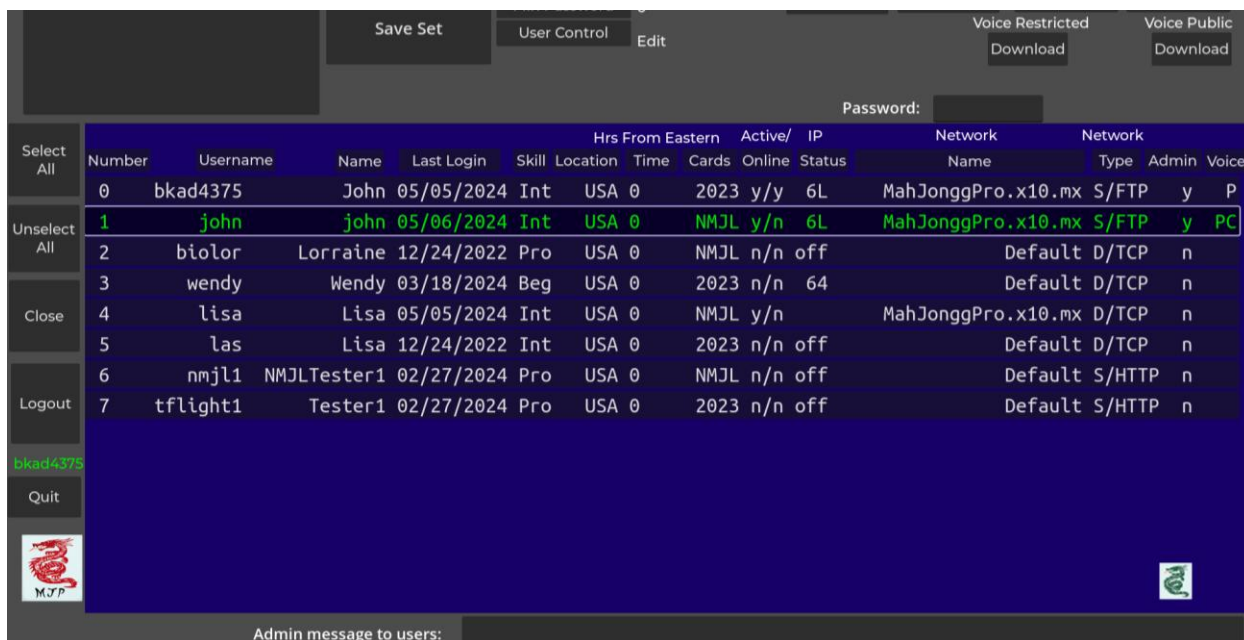 Save Set
User Control
Edit
Voice Restricted
Download
Voice Public
Download
Password:
Select All
Unselect All
Close
Logout
bkad4375
Quit
MJP
Hrs From Eastern Active/ IP Network Network
Number Username Name Last Login Skill Location Time Cards Online Status Name Type Admin Voice
0 bkad4375 John 05/05/2024 Int USA 0 2023 y/y 6L MahJonggPro.x10.mx S/FTP y P
1 john john 05/06/2024 Int USA 0 NMJL y/n 6L MahJonggPro.x10.mx S/FTP y PC
2 biolor Lorraine 12/24/2022 Pro USA 0 NMJL n/n off Default D/TCP n
3 wendy Wendy 03/18/2024 Beg USA 0 2023 n/n 64 Default D/TCP n
4 lisa Lisa 05/05/2024 Int USA 0 NMJL y/n MahJonggPro.x10.mx D/TCP n
5 las Lisa 12/24/2022 Int USA 0 2023 n/n off Default D/TCP n
6 nmjl1 NMJLTester1 02/27/2024 Pro USA 0 NMJL n/n off Default S/HTTP n
7 tflight1 Tester1 02/27/2024 Pro USA 0 2023 n/n off Default S/HTTP n
Admin message to users: